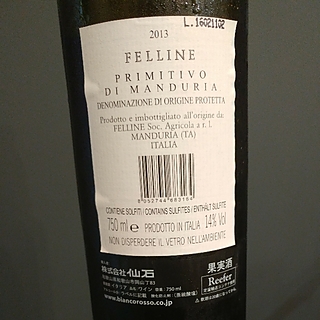 L.16021102
2013
FELLINE
PRIMITIVO
DI MANDURIA
DENOMINAZIONE DI ORIGINE PROTETTA
Prodotto e imbottigliato all'origine da:
FELLINE Soc. Agricola a r. l.
MANDURIA (TA)
ITALIA
CONTIENE SOLFITI / CONTAINS SULFITES / ENTHÄLT SULFITE
750 ml e PRODOTTO IN ITALIA 14% Vol
NON DISPERDERE IL VETRO NELL'AMBIENTE
株式会社仙石
果実酒
Reefer
www.biancorosso.co.jp